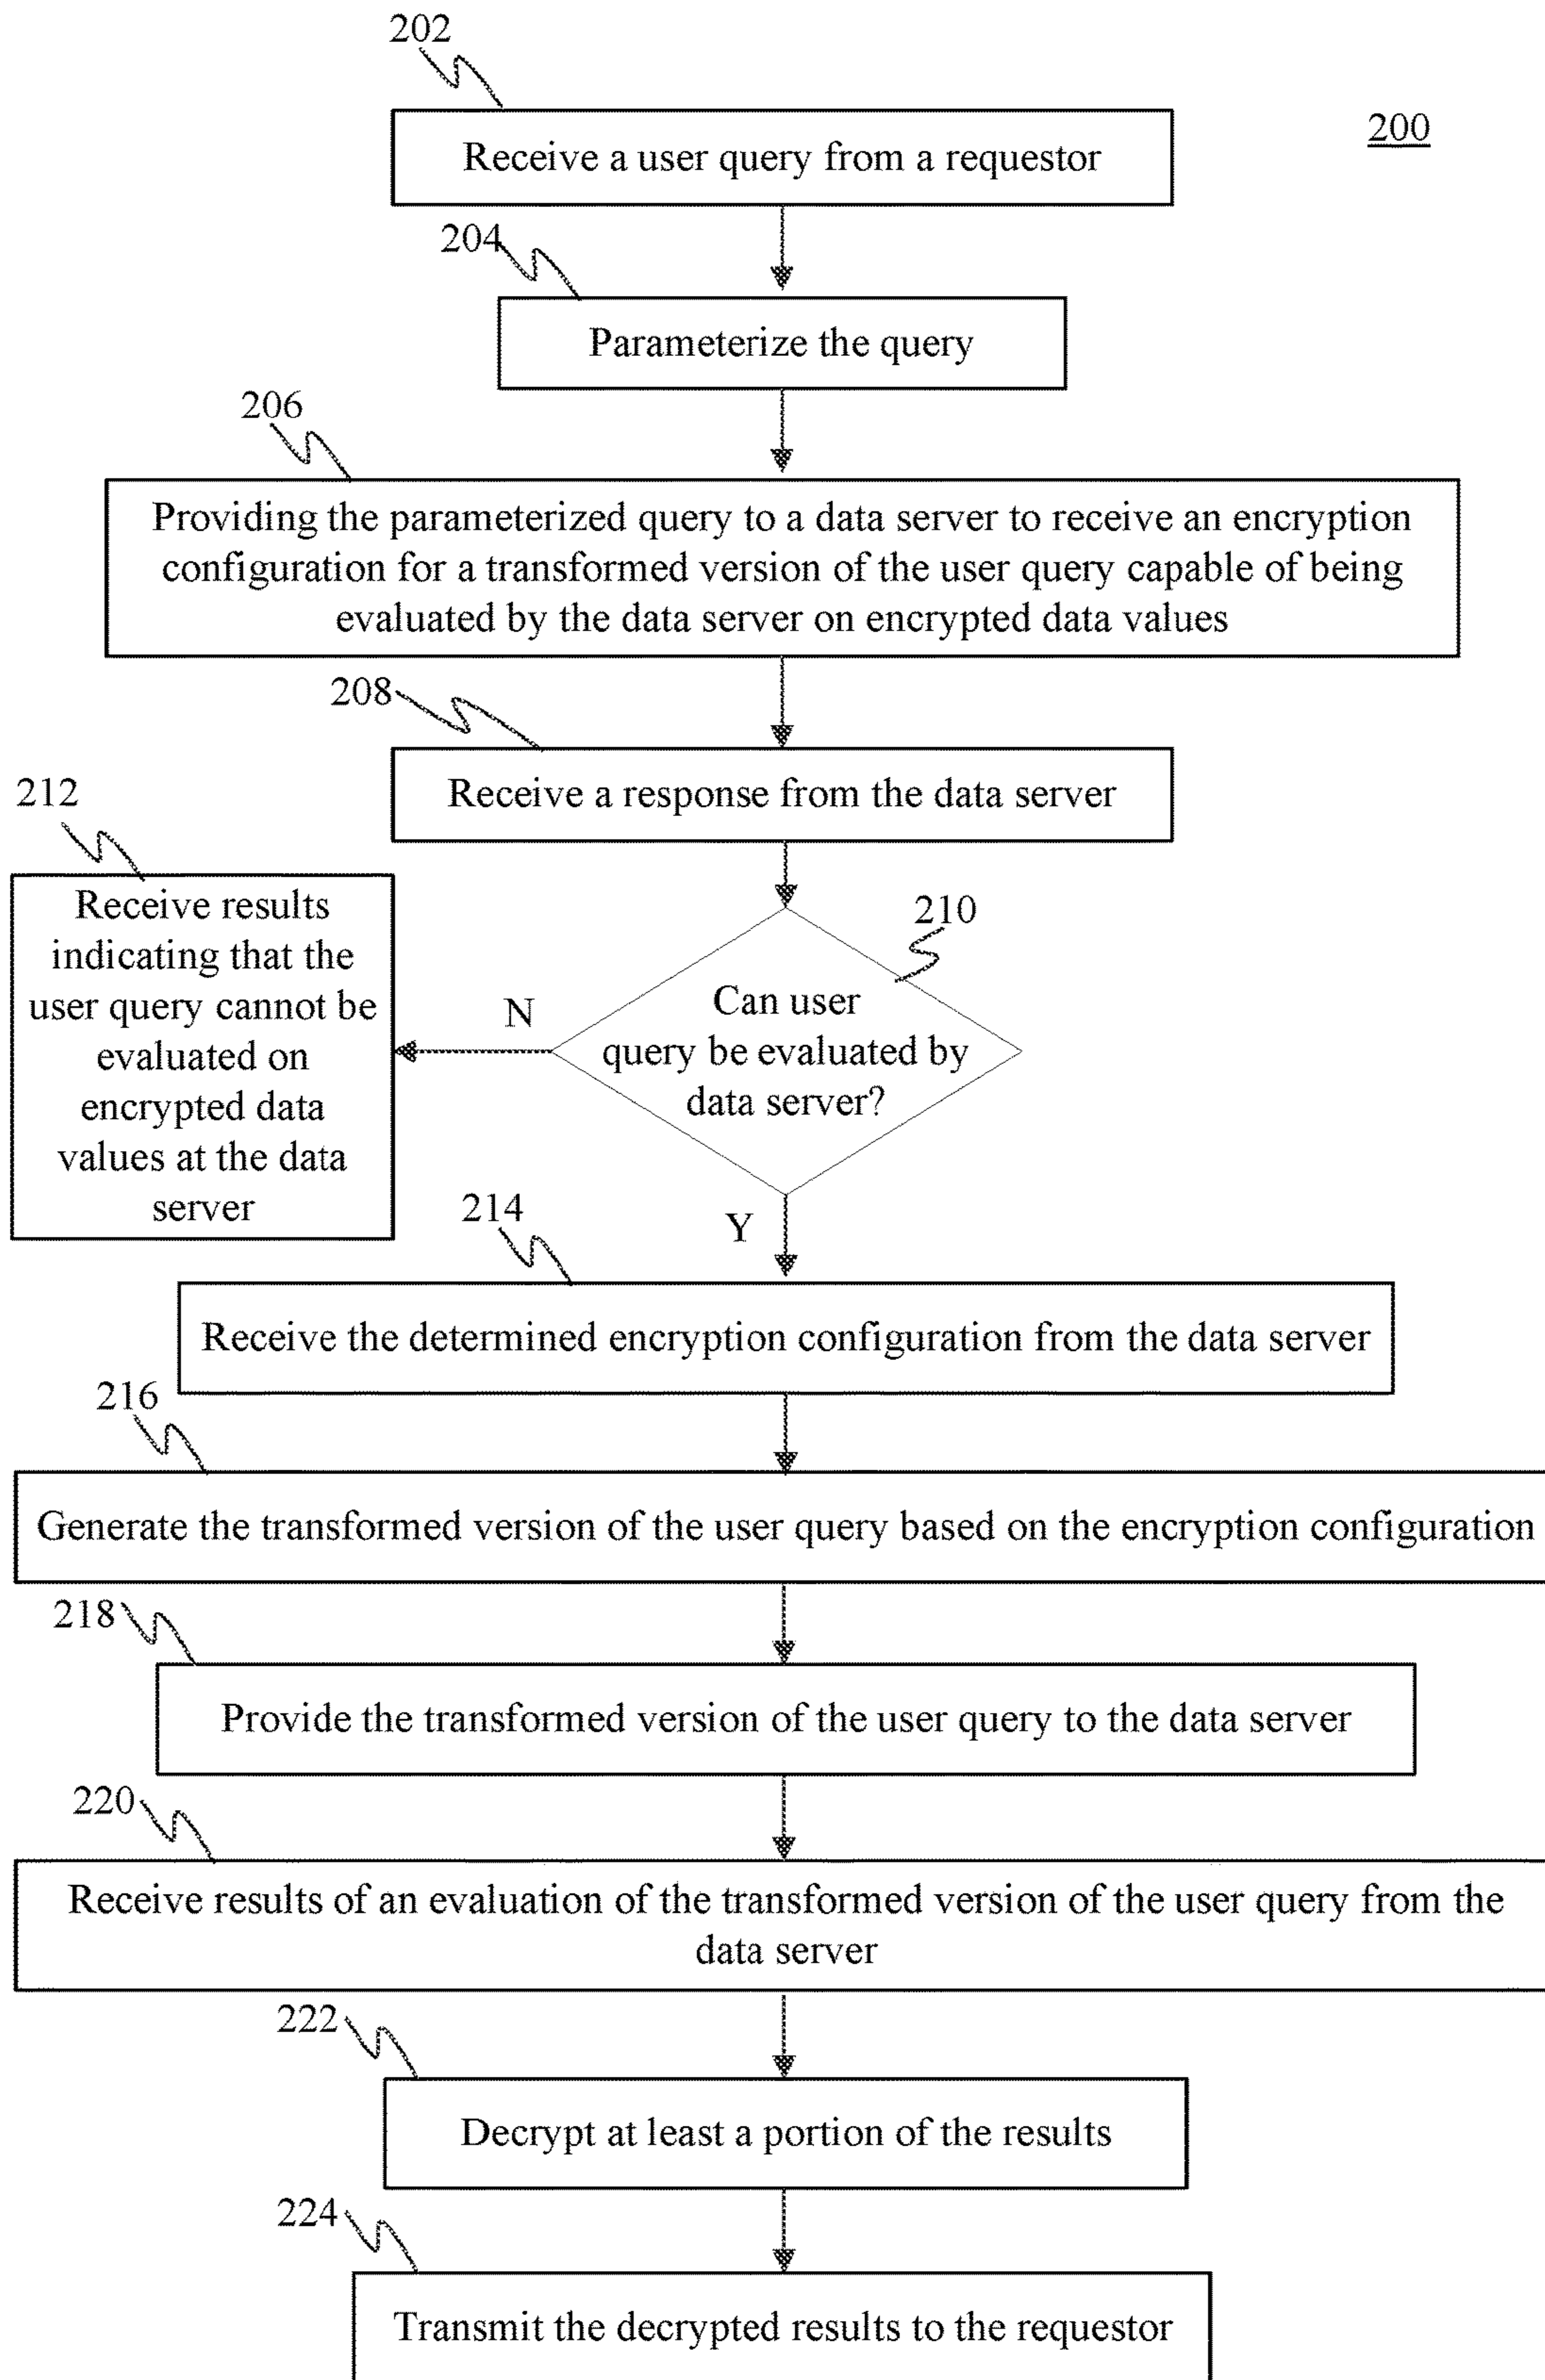 202
200
Receive a user query from a requestor
204
Parameterize the query
206
Providing the parameterized query to a data server to receive an encryption
configuration for a transformed version of the user query capable of being
evaluated by the data server on encrypted data values
208
Receive a response from the data server
212
Receive results
indicating that the
user query cannot be
evaluated on
encrypted data
values at the data
server
210
N
Can user
query be evaluated by
data server?
Y
214
Receive the determined encryption configuration from the data server
216
Generate the transformed version of the user query based on the encryption configuration
218
Provide the transformed version of the user query to the data server
220
Receive results of an evaluation of the transformed version of the user query from the
data server
222
Decrypt at least a portion of the results
224
Transmit the decrypted results to the requestor